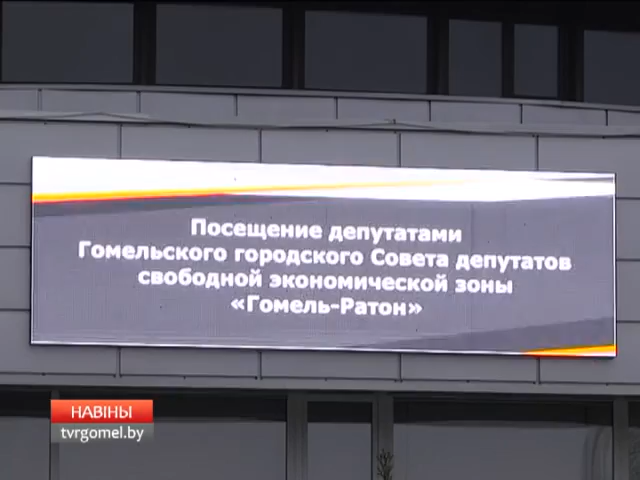 Посещение депутатами
Гомельского городского Совета депутатов
свободной экономической зоны
«Гомель-Ратон»
НАВІНЫ
tvrgomel.by